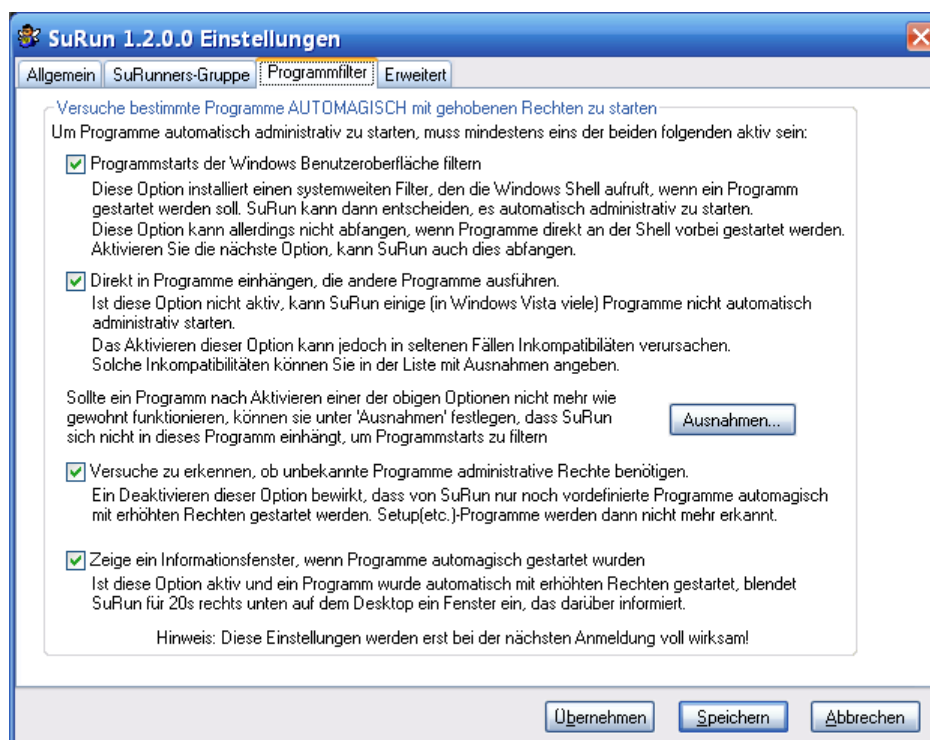 SuRun 1.2.0.0 Einstellungen
Allgemein SuRunners-Gruppe Programmfilter Erweitert
Versuche bestimmte Programme AUTOMAGISCH mit gehobenen Rechten zu starten
Um Programme automatisch administrativ zu starten, muss mindestens eins der beiden folgenden aktiv sein:
Programmstarts der Windows Benutzeroberfläche filtern
Diese Option installiert einen systemweiten Filter, den die Windows Shell aufruft, wenn ein Programm
gestartet werden soll. SuRun kann dann entscheiden, es automatisch administrativ zu starten.
Diese Option kann allerdings nicht abfangen, wenn Programme direkt an der Shell vorbei gestartet werden.
Aktivieren Sie die nächste Option, kann SuRun auch dies abfangen.
Direkt in Programme einhängen, die andere Programme ausführen.
Ist diese Option nicht aktiv, kann SuRun einige (in Windows Vista viele) Programme nicht automatisch
administrativ starten.
Das Aktivieren dieser Option kann jedoch in seltenen Fällen Inkompatibiläten verursachen.
Solche Inkompatibilitäten können Sie in der Liste mit Ausnahmen angeben.
Sollte ein Programm nach Aktivieren einer der obigen Optionen nicht mehr wie
gewohnt funktionieren, können sie unter 'Ausnahmen' festlegen, dass SuRun
sich nicht in dieses Programm einhängt, um Programmstarts zu filtern
Ausnahmen...
Versuche zu erkennen, ob unbekannte Programme administrative Rechte benötigen.
Ein Deaktivieren dieser Option bewirkt, dass von SuRun nur noch vordefinierte Programme automagisch
mit erhöhten Rechten gestartet werden. Setup(etc.)-Programme werden dann nicht mehr erkannt.
Zeige ein Informationsfenster, wenn Programme automagisch gestartet wurden
Ist diese Option aktiv und ein Programm wurde automatisch mit erhöhten Rechten gestartet, blendet
SuRun für 20s rechts unten auf dem Desktop ein Fenster ein, das darüber informiert.
Hinweis: Diese Einstellungen werden erst bei der nächsten Anmeldung voll wirksam!
Übernehmen Speichern Abbrechen